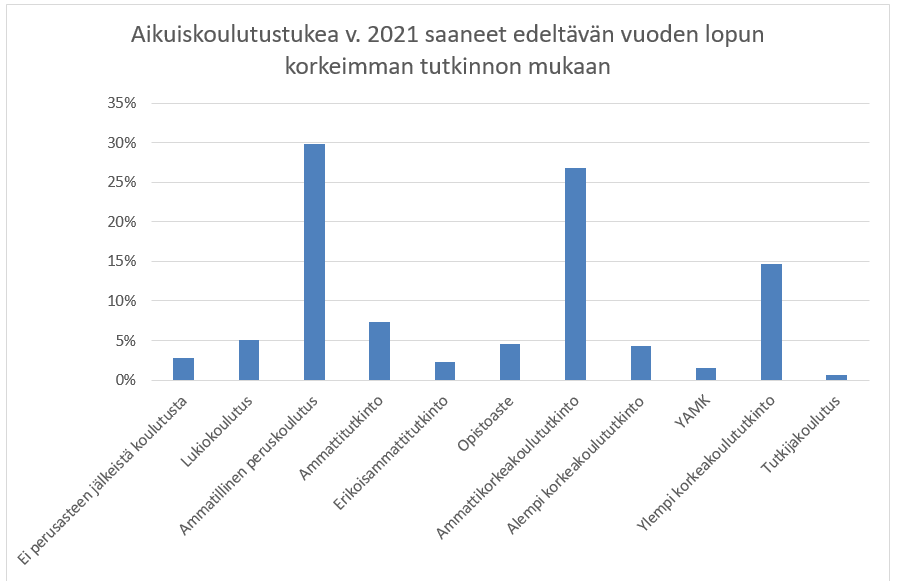 Aikuiskoulutustukea v. 2021 saaneet edeltävän vuoden lopun
korkeimman tutkinnon mukaan
35%
30%
25%
20%
15%
10%
5%
0%
Ei perusasteen jälkeistä koulutusta
Lukiokoulutus
Ammatillinen peruskoulutus
Ammattitutkinto
Erikoisammattitutkinto
Opistoaste
Ammattikorkeakoulututkinto
Alempi korkeakoulututkinto
YAMK
Ylempi korkeakoulututkinto
Tutkijakoulutus